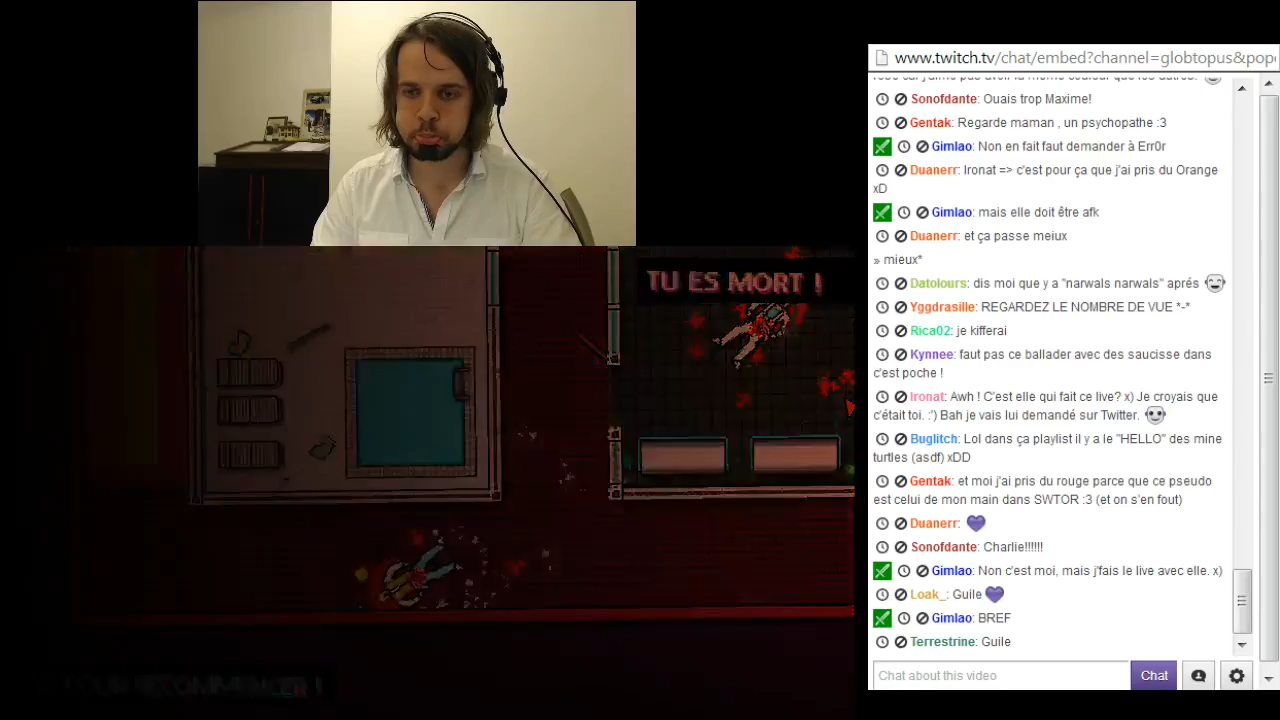 www.twitch.tv/chat/embed?channel=globtopus&pop
Sonofdante: Ouais trop Maxime!
Gentak: Regarde maman , un psychopathe :3
Gimlao: Non en fait faut demander à Err0r
Duanerr: Ironat => c'est pour ça que j'ai pris du Orange
xD
Gimlao: mais elle doit être afk
Duanerr: et ça passe meiux
» mieux*
Datolours: dis moi que y a "narwals narwals" aprés
Yggdrasille: REGARDEZ LE NOMBRE DE VUE *-*
Rica02: je kifferai
Kynnee: faut pas ce ballader avec des saucisse dans
c'est poche !
Ironat: Awh ! C'est elle qui fait ce live? x) Je croyais que
c'était toi. :') Bah je vais lui demandé sur Twitter.
Buglitch: Lol dans ça playlist il y a le "HELLO" des mine
turtles (asdf) xDD
Gentak: et moi j'ai pris du rouge parce que ce pseudo
est celui de mon main dans SWTOR :3 (et on s'en fout)
Duanerr:
Sonofdante: Charlie!!!!!!
Gimlao: Non c'est moi, mais j'fais le live avec elle. x)
Loak_: Guile
Gimlao: BREF
Terrestrine: Guile
Chat about this video
Chat
TU ES MORT !
POUR RECOMMENCER !